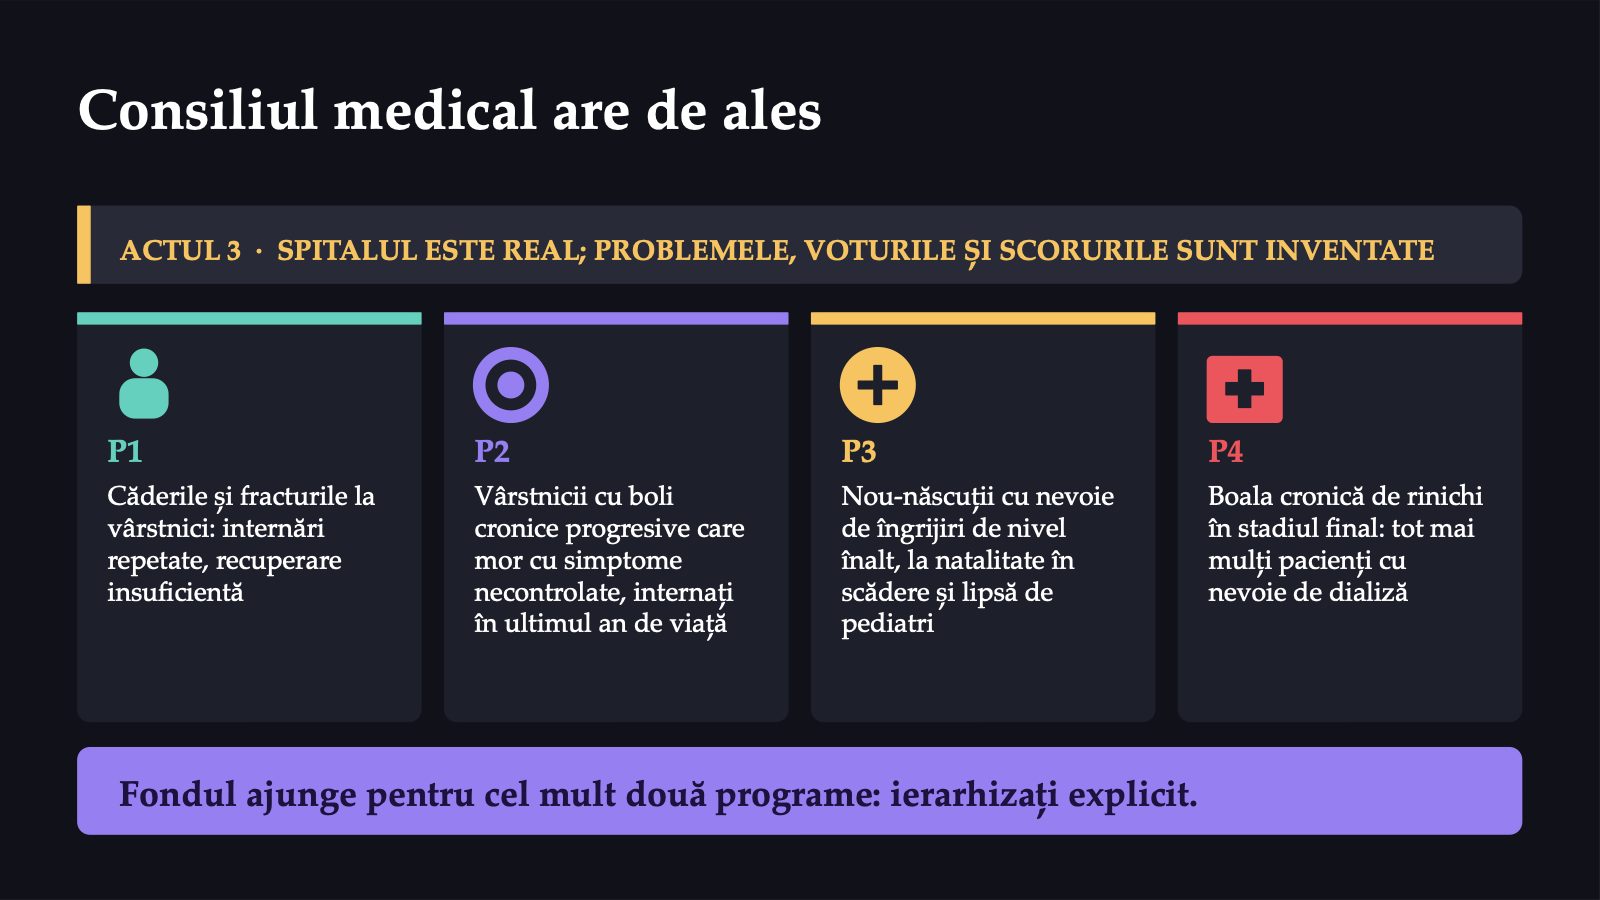 Consiliul medical are de ales
ACTUL 3 · SPITALUL ESTE REAL; PROBLEMELE, VOTURILE ȘI SCORURILE SUNT INVENTATE
P1
Căderile și fracturile la
vârstnici: internări
repetate, recuperare
insuficientă
P2
Vârstnicii cu boli
cronice progresive care
mor cu simptome
necontrolate, internați
în ultimul an de viață
P3
Nou-născuții cu nevoie
de îngrijiri de nivel
înalt, la natalitate în
scădere și lipsă de
pediatri
P4
Boala cronică de rinichi
în stadiul final: tot mai
mulți pacienți cu
nevoie de dializă
Fondul ajunge pentru cel mult două programe: ierarhizați explicit.